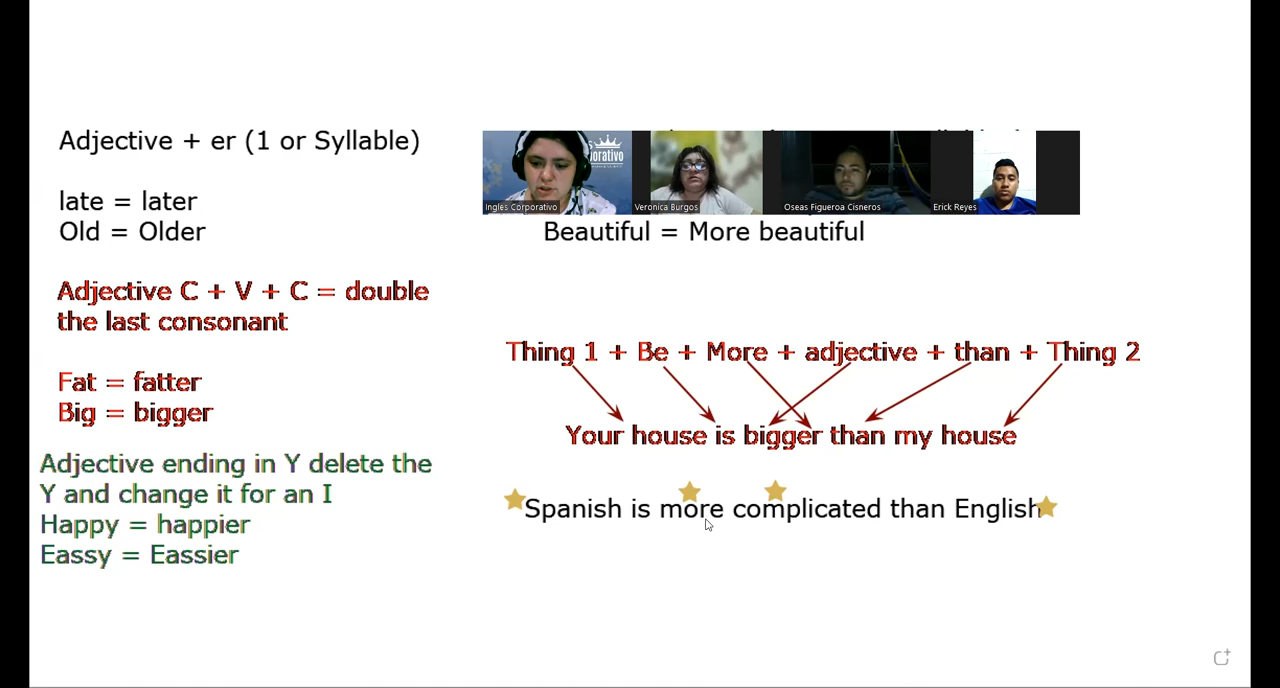 Adjective + er (1 or Syllable)
late = later
Old = Older
Adjective C + V + C = double
the last consonant
Fat = fatter
Big = bigger
Adjective ending in Y delete the
Y and change it for an I
Happy = happier
Eassy = Eassier
orativo
Inglés Corporativo
Veronica Burgos
Oseas Figueroa Cisneros
Erick Reyes
Beautiful = More beautiful
Thing 1 + Be + More + adjective + than + Thing 2
Your house is bigger than my house
Spanish is more complicated than English